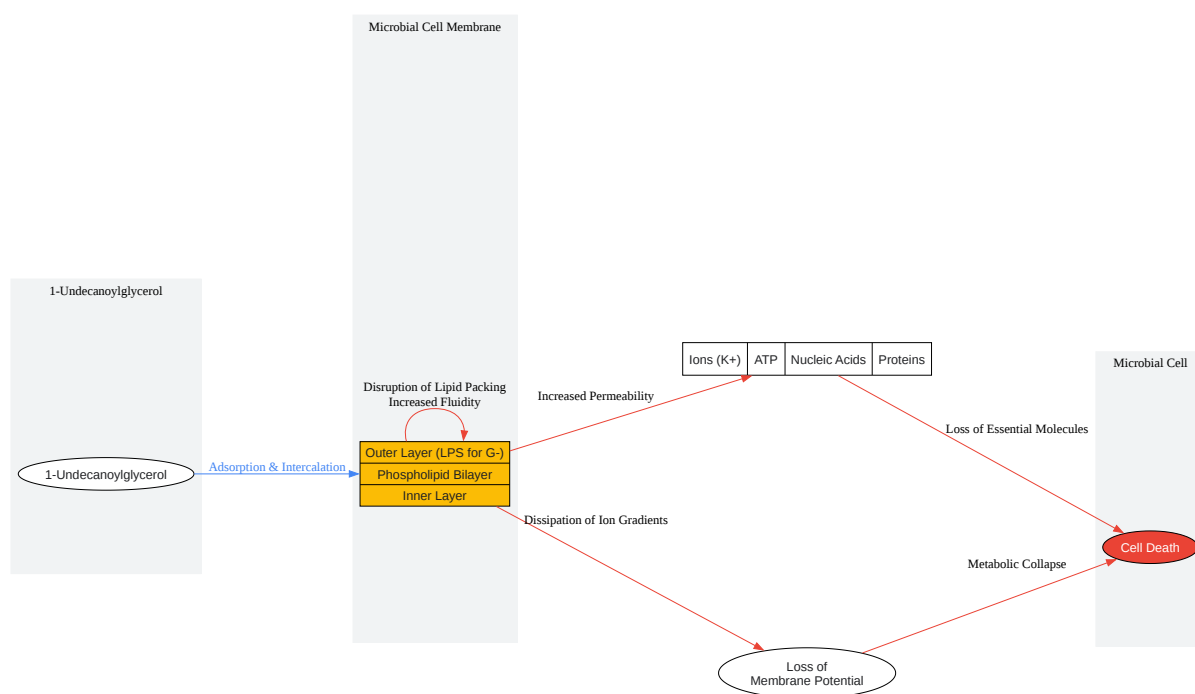 Microbial Cell Membrane
1-Undecanoylglycerol
Ions (K+)
ATP
Nucleic Acids
Proteins
Microbial Cell
Disruption of Lipid Packing
Increased Fluidity
Increased Permeability
Loss of Essential Molecules
Outer Layer (LPS for G-)
1-Undecanoylglycerol
Adsorption & Intercalation
Phospholipid Bilayer
Inner Layer
Dissipation of Ion Gradients
Cell Death
Metabolic Collapse
Loss of
Membrane Potential